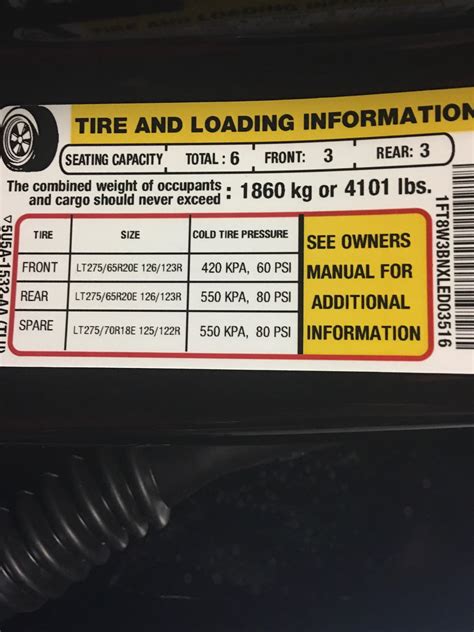 TIRE AND LOADING INFORMATION
SEATING CAPACITY TOTAL : 6 FRONT: 3 REAR: 3
The combined weight of occupants
and cargo should never exceed : 1860 kg or 4101 lbs.
TIRE SIZE COLD TIRE PRESSURE
FRONT LT275/65R20E 126/123R 420 KPA, 60 PSI
REAR LT275/65R20E 126/123R 550 KPA, 80 PSI
SPARE LT275/70R18E 125/122R 550 KPA, 80 PSI
SEE OWNERS
MANUAL FOR
ADDITIONAL
INFORMATION
1FT8W3BNXLED03516